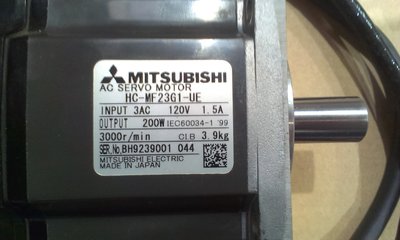 MITSUBISHI
AC SERVO MOTOR
HC-MF23G1-UE
INPUT 3AC 120V 1.5A
OUTPUT 200W IEC60034-1 '99
3000r/min CI.B 3.9kg
SER.No.BH9239001 044
MITSUBISHI ELECTRIC
MADE IN JAPAN